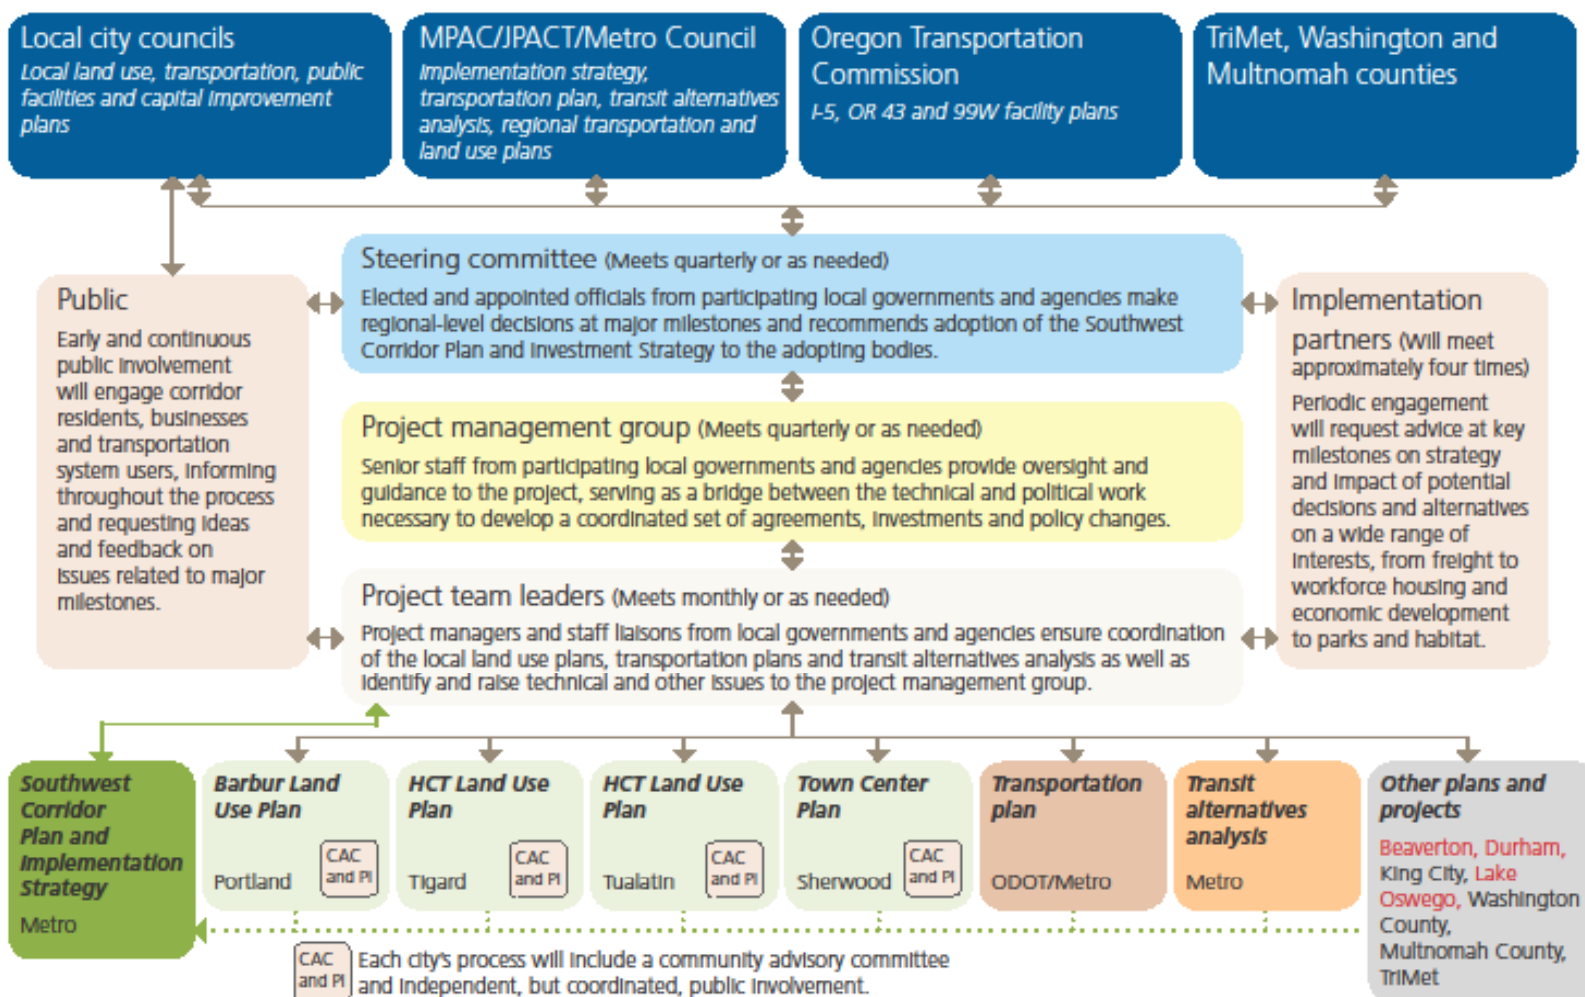 Local city councils
Local land use, transportation, public
facilities and capital improvement
plans
MPAC/JPACT/Metro Council
Implementation strategy,
transportation plan, transit alternatives
analysis, regional transportation and
land use plans
Oregon Transportation
Commission
I-5, OR 43 and 99W facility plans
TriMet, Washington and
Multnomah counties
Steering committee (Meets quarterly or as needed)
Elected and appointed officials from participating local governments and agencies make
regional-level decisions at major milestones and recommends adoption of the Southwest
Corridor Plan and Investment Strategy to the adopting bodies.
Public
Early and continuous
public involvement
will engage corridor
residents, businesses
and transportation
system users, informing
throughout the process
and requesting ideas
and feedback on
issues related to major
milestones.
Implementation
partners (Will meet
approximately four times)
Periodic engagement
will request advice at key
milestones on strategy
and impact of potential
decisions and alternatives
on a wide range of
interests, from freight to
workforce housing and
economic development
to parks and habitat.
Project management group (Meets quarterly or as needed)
Senior staff from participating local governments and agencies provide oversight and
guidance to the project, serving as a bridge between the technical and political work
necessary to develop a coordinated set of agreements, investments and policy changes.
Project team leaders (Meets monthly or as needed)
Project managers and staff liaisons from local governments and agencies ensure coordination
of the local land use plans, transportation plans and transit alternatives analysis as well as
identify and raise technical and other issues to the project management group.
Southwest
Corridor
Plan and
Implementation
Strategy
Metro
Barbur Land
Use Plan
Portland
CAC
and PI
HCT Land Use
Plan
Tigard
CAC
and PI
HCT Land Use
Plan
Tualatin
CAC
and PI
Town Center
Plan
Sherwood
CAC
and PI
Transportation
plan
ODOT/Metro
Transit
alternatives
analysis
Metro
Other plans and
projects
Beaverton, Durham,
King City, Lake
Oswego, Washington
County,
Multnomah County,
TriMet
CAC
and PI
Each city's process will include a community advisory committee
and independent, but coordinated, public involvement.